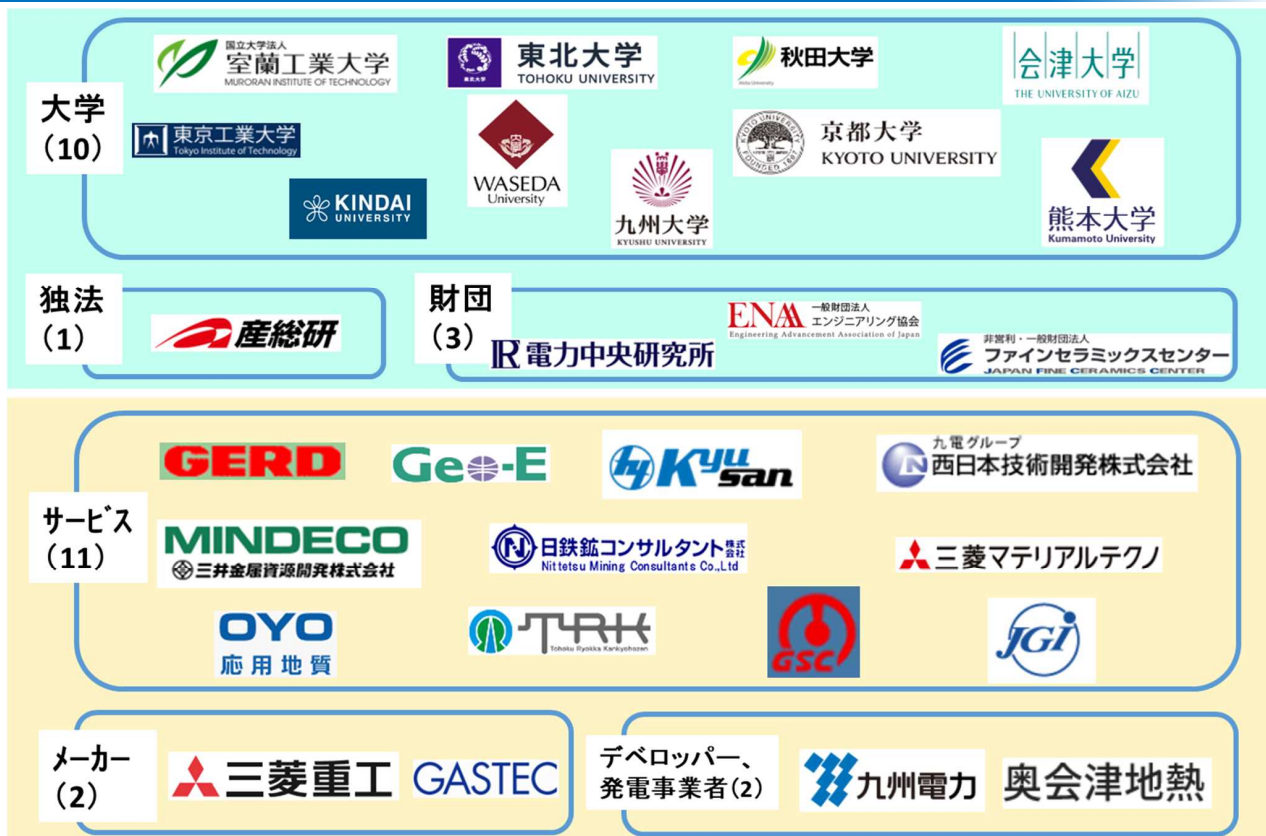 大学
（10）
国立大学法人
室蘭工業大学
MURORAN INSTITUTE OF TECHNOLOGY
東北大学
東北大学
TOHOKU UNIVERSITY
秋田大学
Akita University
会津大学
THE UNIVERSITY OF AIZU
東京工業大学
Tokyo Institute of Technology
WASEDA
University
KYOTO UNIVERSITY
FOUNDED 1897
京都大学
KYOTO UNIVERSITY
KINDAI
UNIVERSITY
九州大学
KYUSHU UNIVERSITY
熊本大学
Kumamoto University
独法
（1）
産総研
財団
（3）
電力中央研究所
ENAA
一般財団法人
エンジニアリング協会
Engineering Advancement Association of Japan
非営利・一般財団法人
ファインセラミックスセンター
JAPAN FINE CERAMICS CENTER
サービス
（11）
GERD
Geo-E
Kyusan
九電グループ
西日本技術開発株式会社
MINDECO
三井金属資源開発株式会社
日鉄鉱コンサルタント株式会社
Nittetsu Mining Consultants Co.,Ltd
三菱マテリアルテクノ
OYO
応用地質
TRK
Tohoku Ryokka Kankyohozen
GSC
JGI
メーカー
（2）
三菱重工
GASTEC
デベロッパー、
発電事業者（2）
九州電力
奥会津地熱